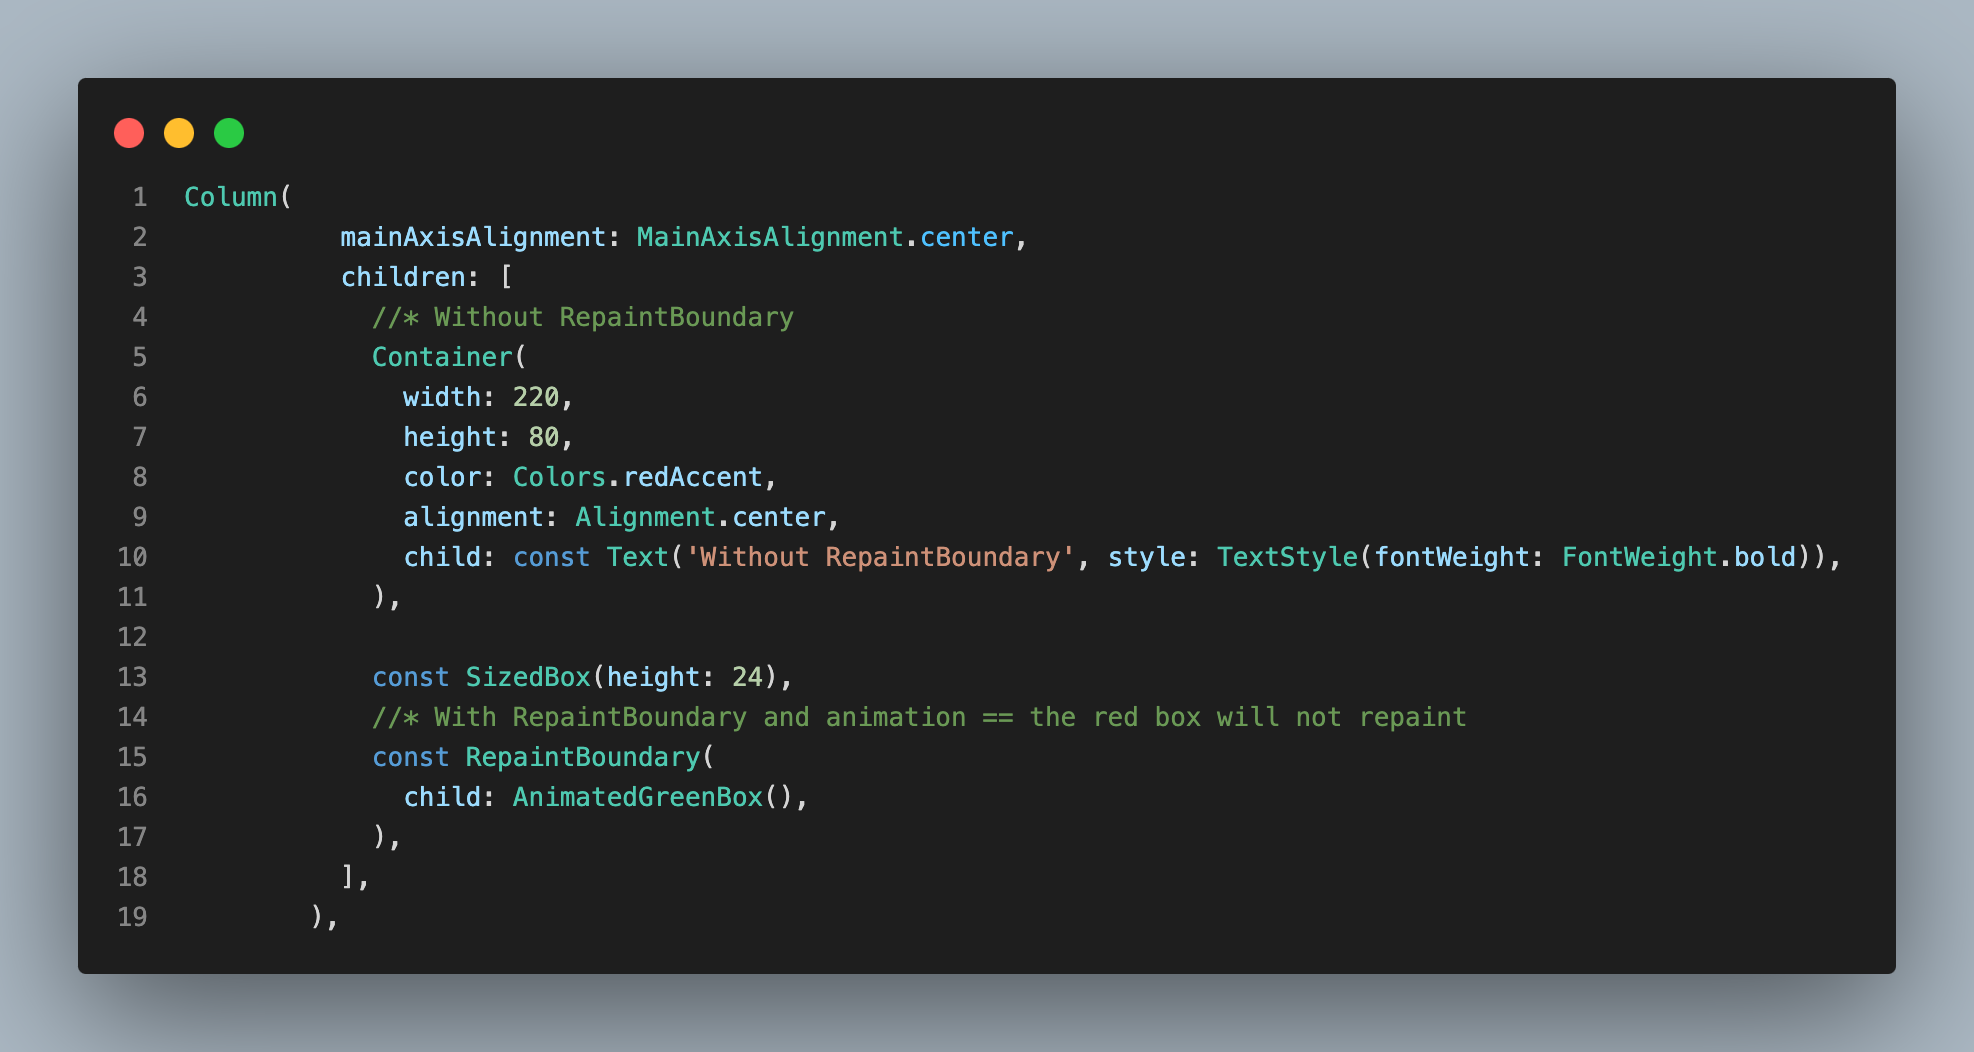 1 Column(
2 mainAxisAlignment: MainAxisAlignment.center,
3 children: [
4 //* Without RepaintBoundary
5 Container(
6 width: 220,
7 height: 80,
8 color: Colors.redAccent,
9 alignment: Alignment.center,
10 child: const Text('Without RepaintBoundary', style: TextStyle(fontWeight: FontWeight.bold)),
11 ),
12
13 const SizedBox(height: 24),
14 //* With RepaintBoundary and animation == the red box will not repaint
15 const RepaintBoundary(
16 child: AnimatedGreenBox(),
17 ),
18 ],
19 ),